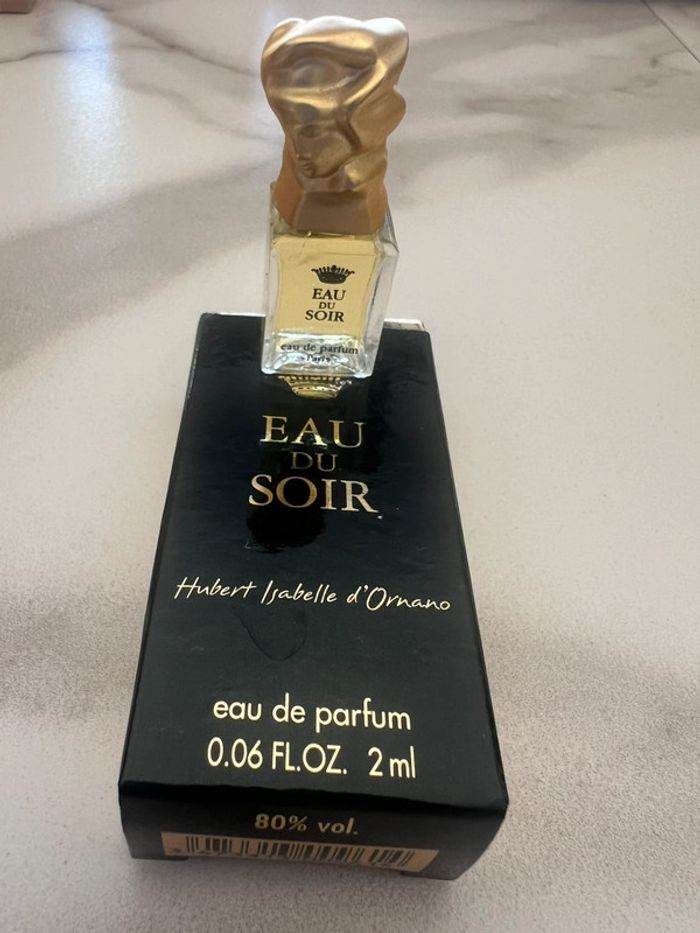 EAU
DU
SOIR
eau de parfum
Paris
EAU
DU
SOIR
Hubert Isabelle d'Ornano
eau de parfum
0.06 FL.OZ. 2 ml
80% vol.